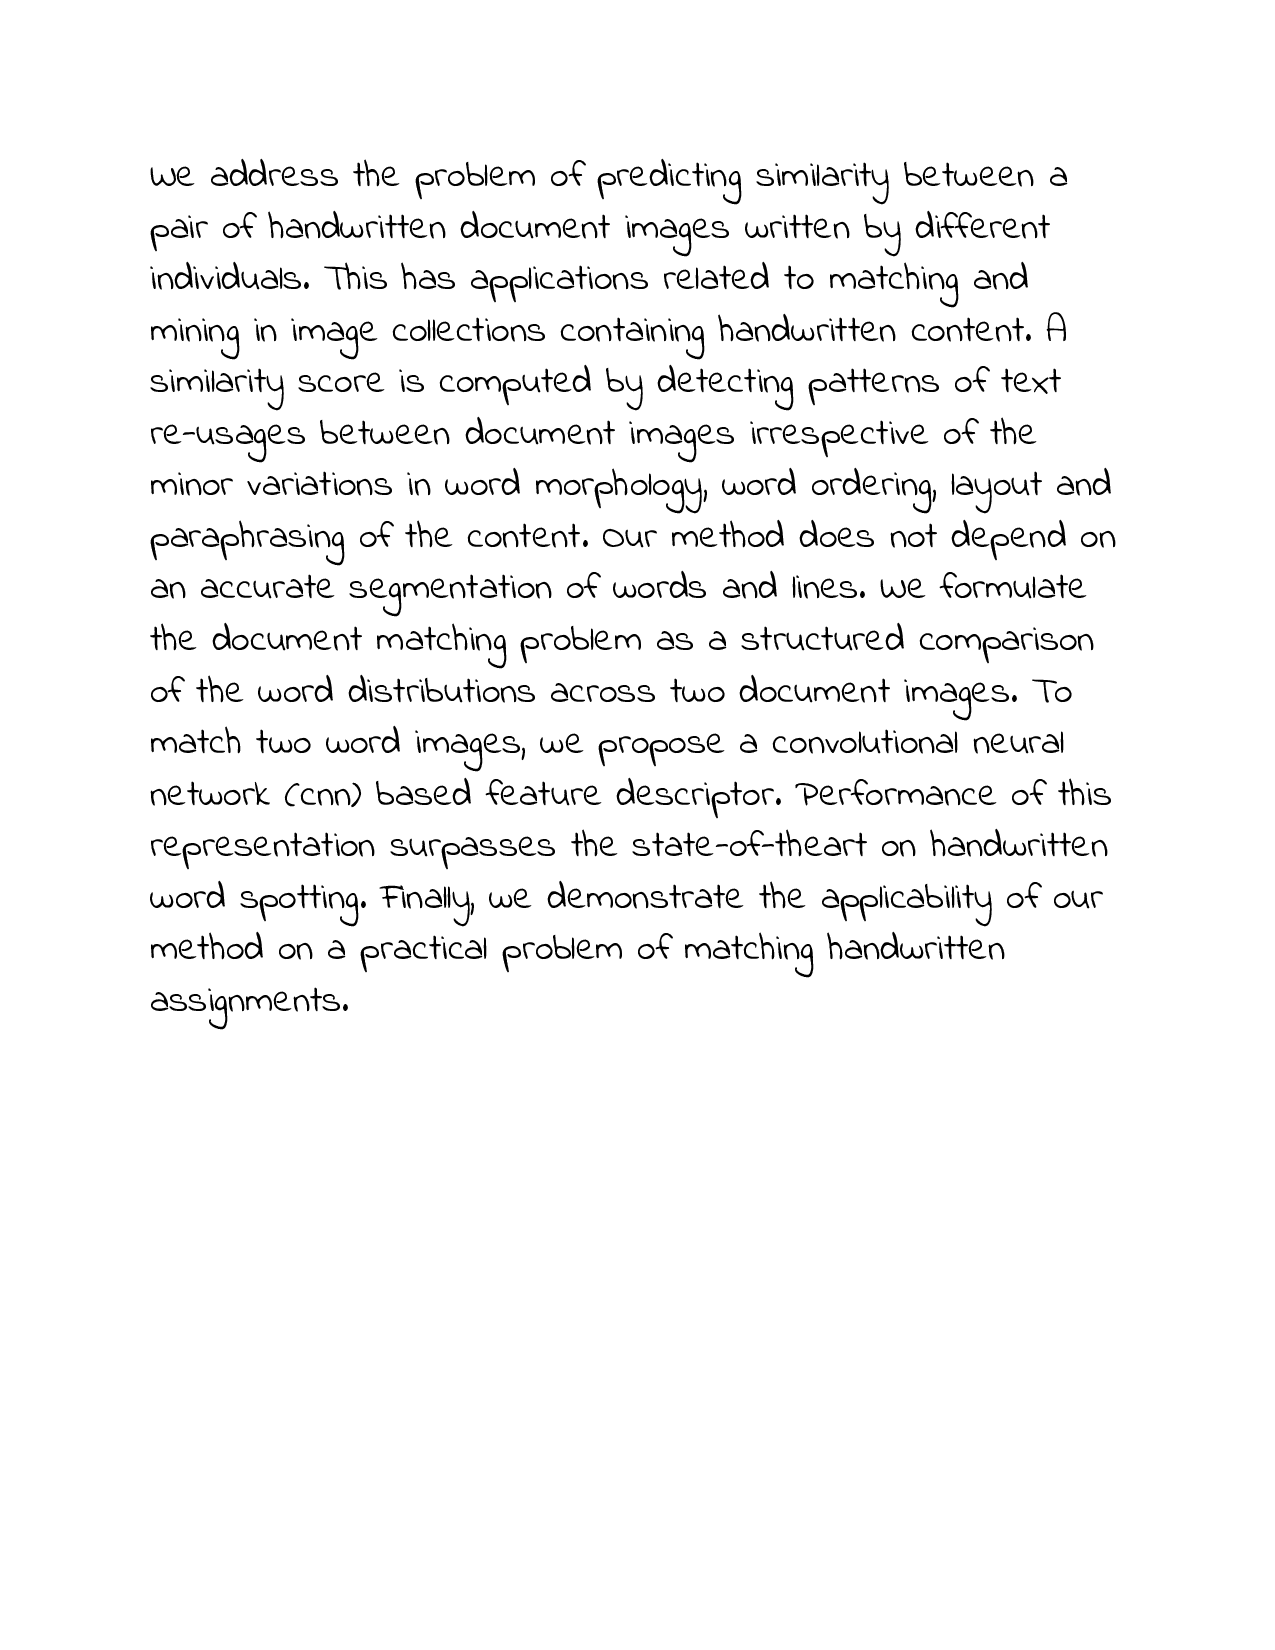 we address the problem of predicting similarity between a
pair of handwritten document images written by different
individuals. This has applications related to matching and
mining in image collections containing handwritten content. A
similarity score is computed by detecting patterns of text
re-usages between document images irrespective of the
minor variations in word morphology, word ordering, layout and
paraphrasing of the content. Our method does not depend on
an accurate segmentation of words and lines. We formulate
the document matching problem as a structured comparison
of the word distributions across two document images. To
match two word images, we propose a convolutional neural
network (cnn) based feature descriptor. Performance of this
representation surpasses the state-of-theart on handwritten
word spotting. Finally, we demonstrate the applicability of our
method on a practical problem of matching handwritten
assignments.